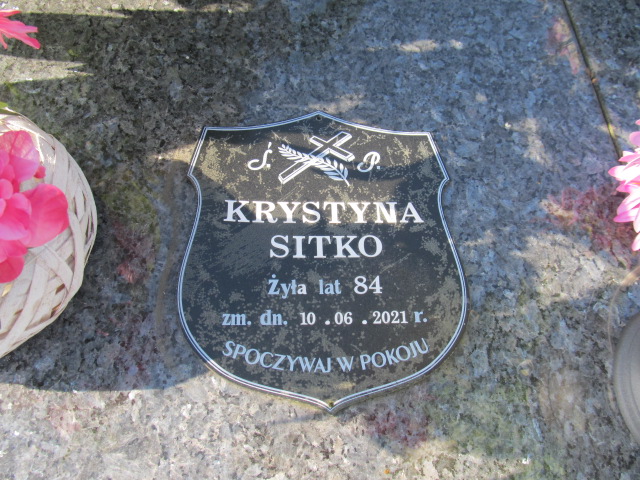 Ś. P.
KRYSTYNA
SITKO
Żyła lat 84
zm. dn. 10.06.2021 r.
SPOCZYWAJ W POKOJU